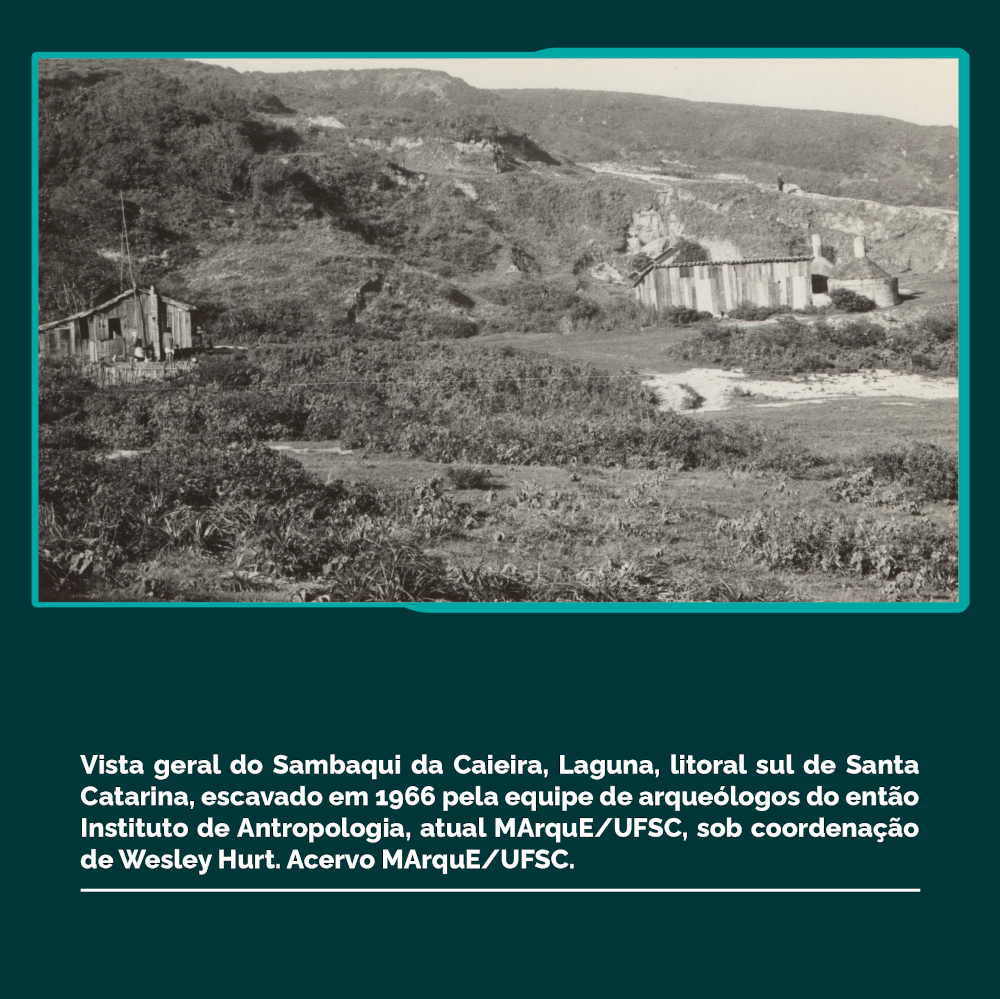 Vista geral do Sambaqui da Caieira, Laguna, litoral sul de Santa
Catarina, escavado em 1966 pela equipe de arqueólogos do então
Instituto de Antropologia, atual MArquE/UFSC, sob coordenação
de Wesley Hurt. Acervo MArquE/UFSC.